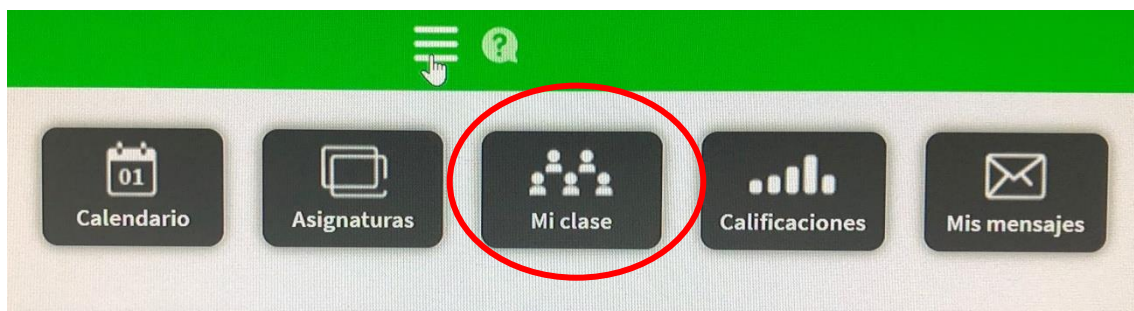 ?
01
Calendario
Asignaturas
Mi clase
Calificaciones
Mis mensajes